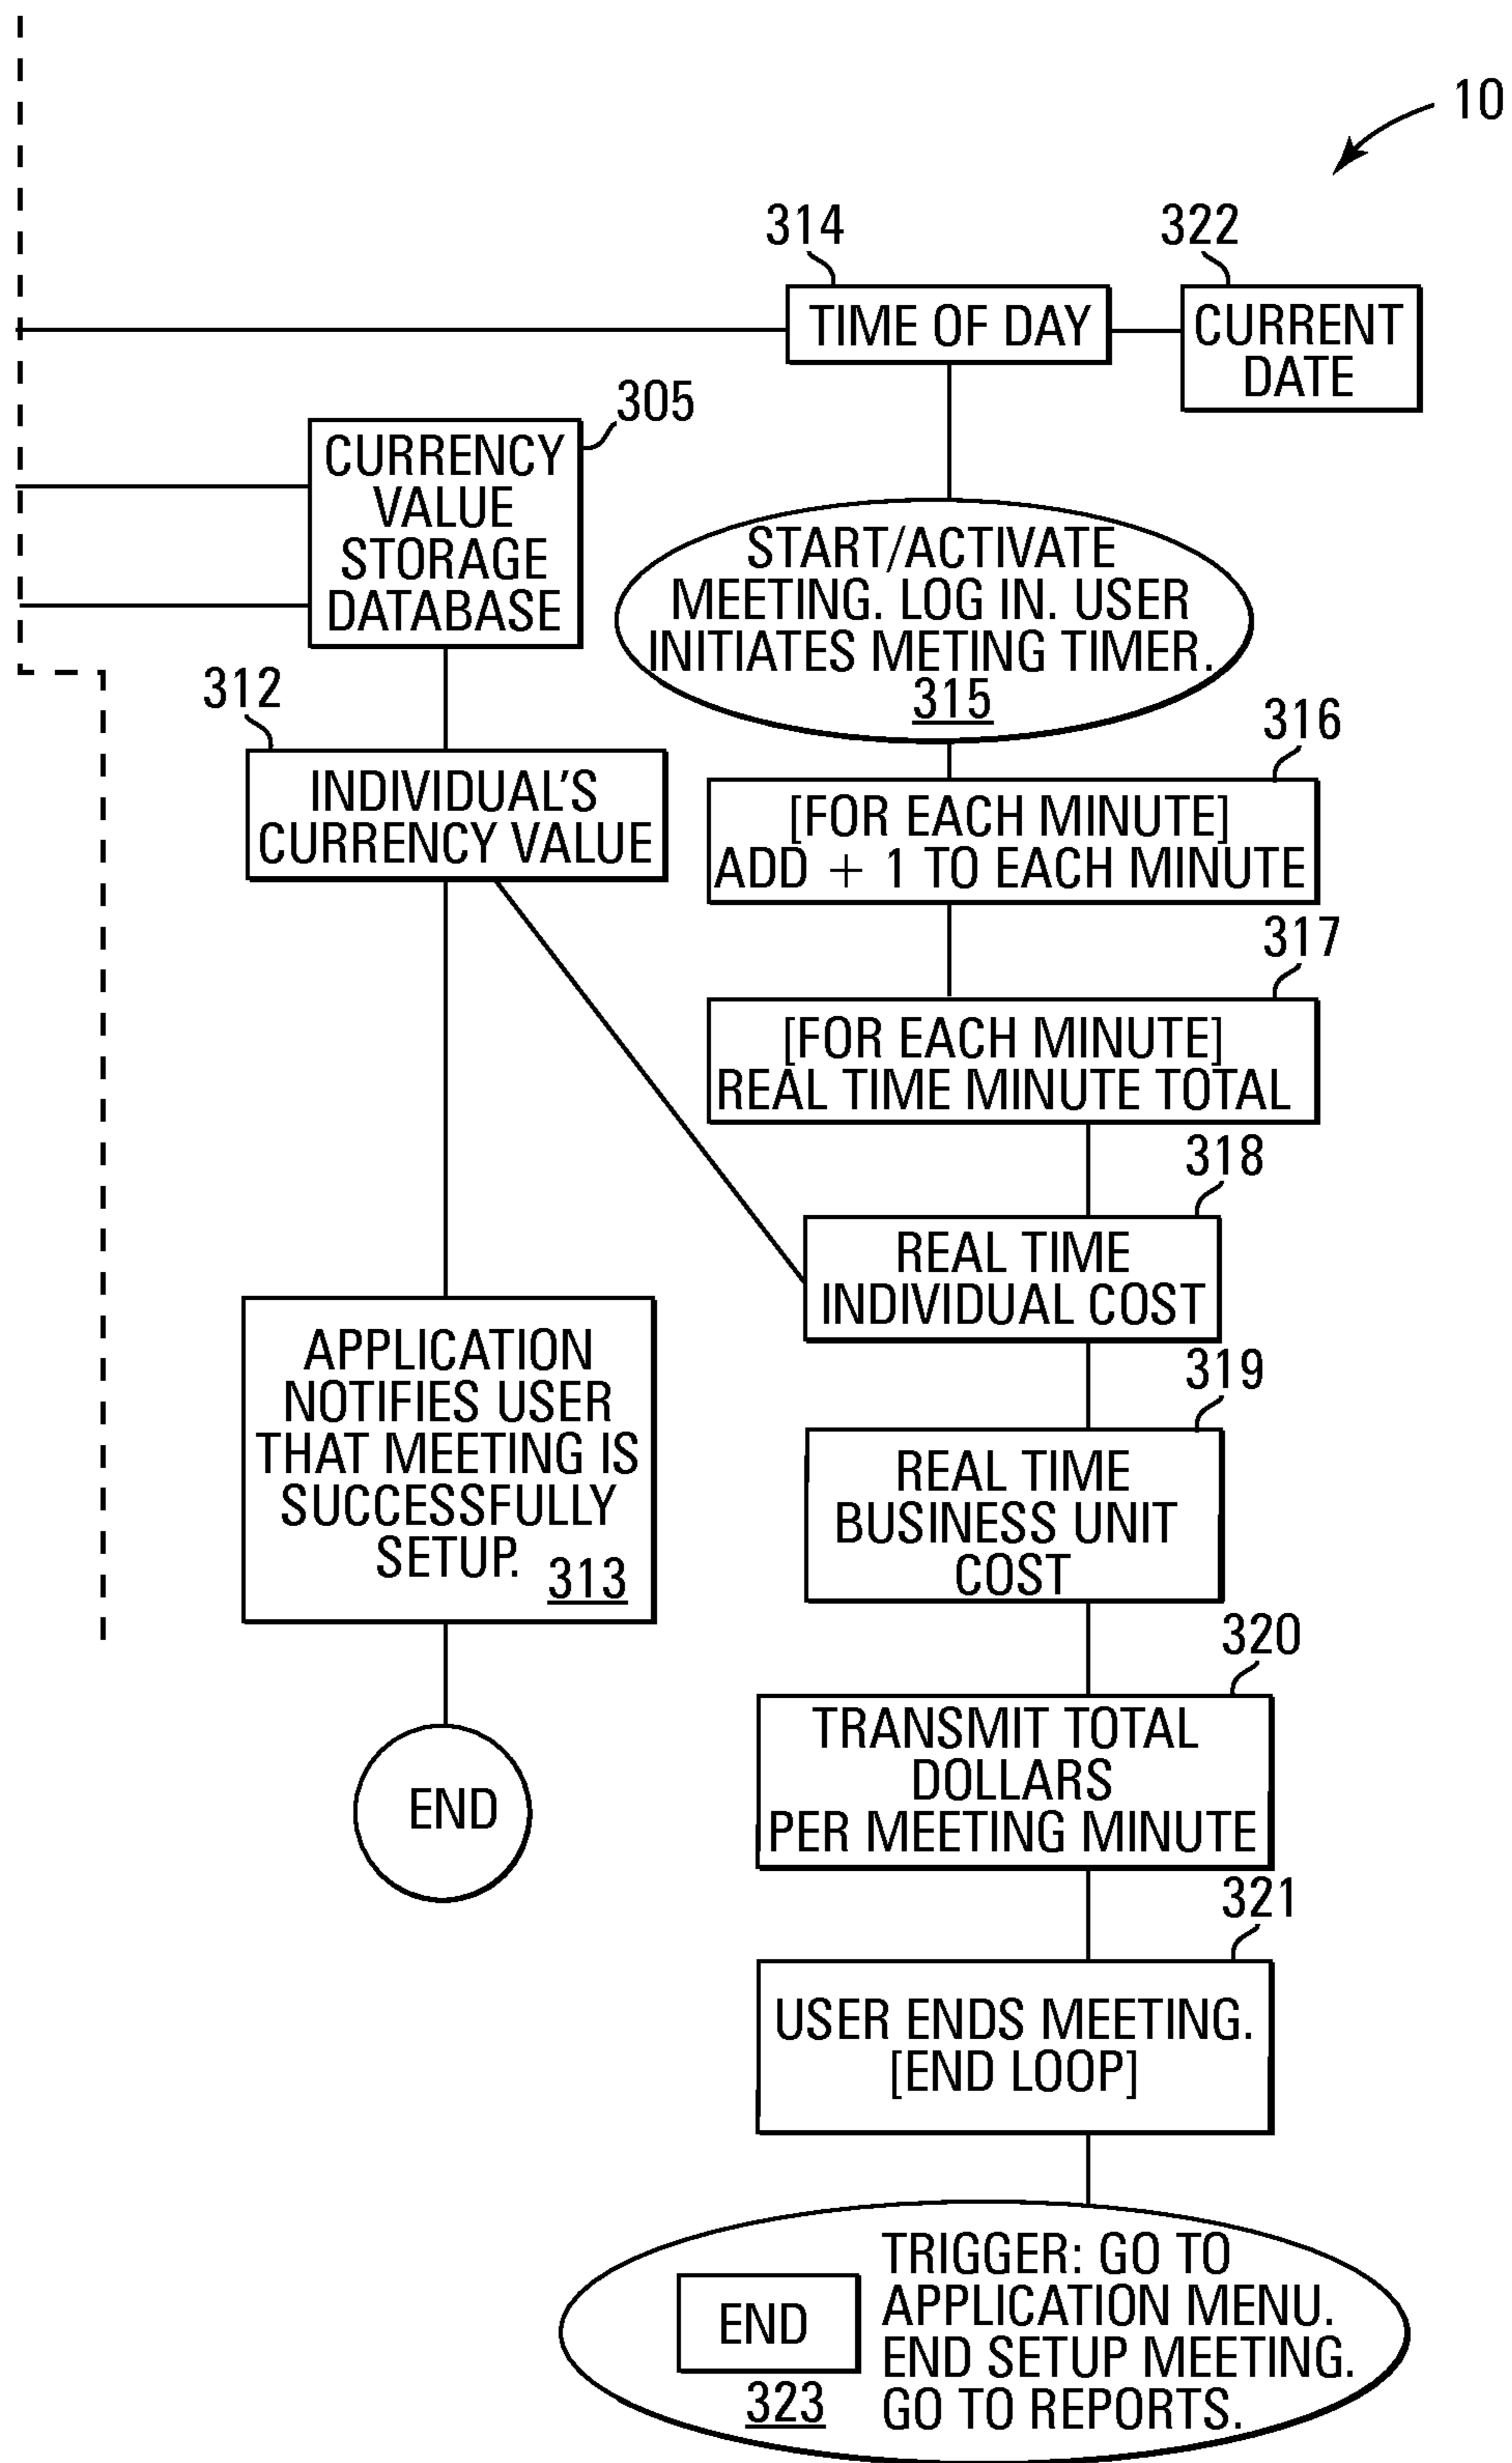 10
314
322
TIME OF DAY
CURRENT
DATE
305
CURRENCY
VALUE
STORAGE
DATABASE
START/ACTIVATE
MEETING. LOG IN. USER
INITIATES METING TIMER.
315
312
INDIVIDUAL'S
CURRENCY VALUE
316
[FOR EACH MINUTE]
ADD + 1 TO EACH MINUTE
317
[FOR EACH MINUTE]
REAL TIME MINUTE TOTAL
318
REAL TIME
INDIVIDUAL COST
319
REAL TIME
BUSINESS UNIT
COST
APPLICATION
NOTIFIES USER
THAT MEETING IS
SUCCESSFULLY
SETUP.
313
END
320
TRANSMIT TOTAL
DOLLARS
PER MEETING MINUTE
321
USER ENDS MEETING.
[END LOOP]
END
323
TRIGGER: GO TO
APPLICATION MENU.
END SETUP MEETING.
GO TO REPORTS.